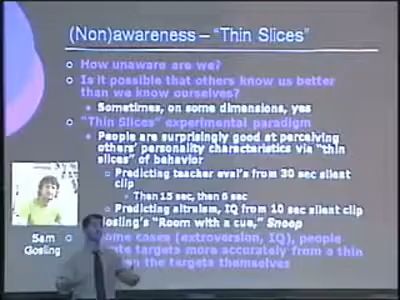 (Non)awareness – "Thin Slices"
How unaware are we?
Is it possible that others know us better
than we know ourselves?
Sometimes, on some dimensions, yes
"Thin Slices" experimental paradigm
People are surprisingly good at perceiving
others' personality characteristics via "thin
slices" of behavior
Predicting teacher eval's from 30 sec silent
clip
Then 15 sec, then 6 sec
Predicting altruism, IQ from 10 sec silent clip
Gosling's "Room with a cue," Snoop
some cases (extroversion, IQ), people
targets more accurately from a thin
the targets themselves
Sam
Gosling